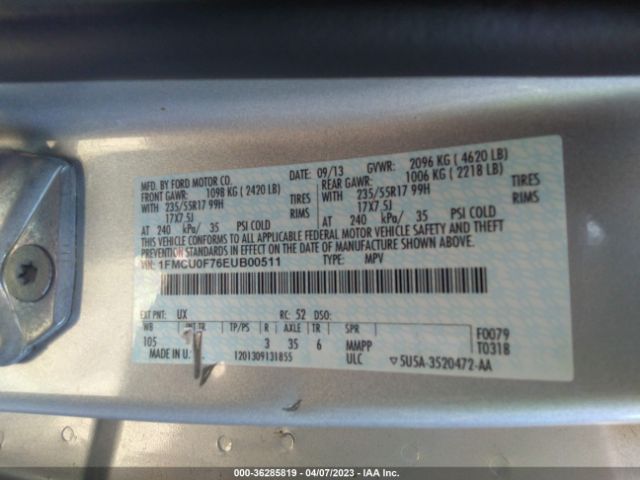 MFD. BY FORD MOTOR CO.
DATE: 09/13 GVWR: 2096 KG ( 4620 LB)
FRONT GAWR: 1098 KG ( 2420 LB) REAR GAWR: 1006 KG ( 2218 LB)
WITH 235/55R17 99H TIRES WITH 235/55R17 99H TIRES
17X7.5J RIMS 17X7.5J RIMS
AT 240 kPa/ 35 PSI COLD AT 240 kPa/ 35 PSI COLD
THIS VEHICLE CONFORMS TO ALL APPLICABLE FEDERAL MOTOR VEHICLE SAFETY AND THEFT
PREVENTION STANDARDS IN EFFECT ON THE DATE OF MANUFACTURE SHOWN ABOVE.
VIN: 1FMCU0F76EUB00511 TYPE: MPV
EXT PNT: UX RC: 52 DSO:
WB TP/PS R AXLE TR SPR
105 3 35 6 MMPP F0079
MADE IN U. 1201309131855 ULC T0318
5U5A-3520472-AA
000-36285819 - 04/07/2023 - IAA Inc.